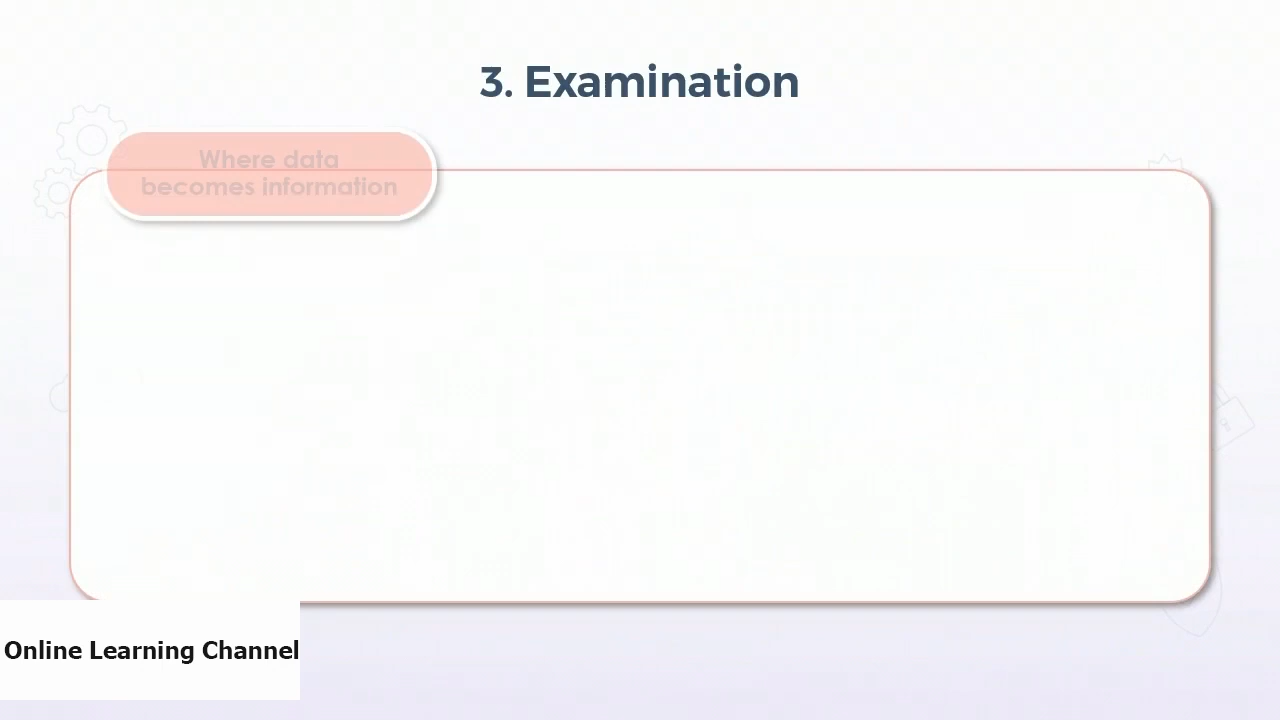 3. Examination
Where data
becomes information
Online Learning Channel